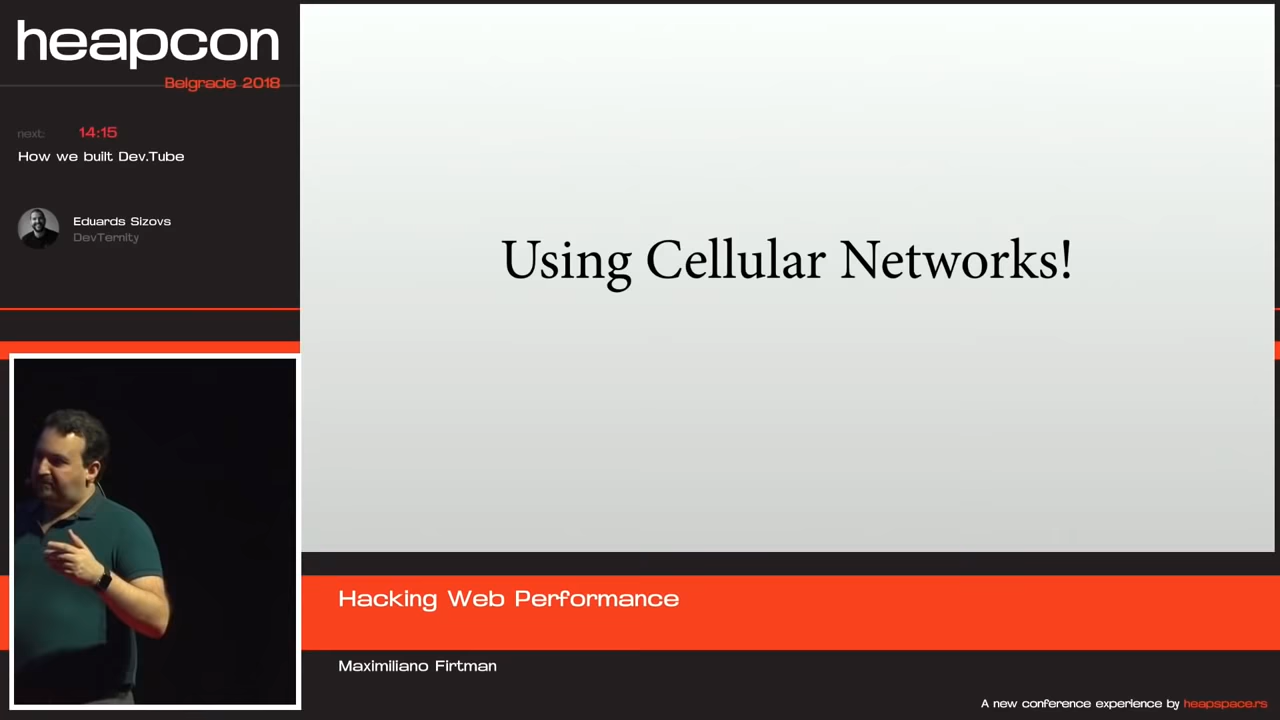 heapcon
Belgrade 2018
next: 14:15
How we built Dev.Tube
Eduards Sizovs
DevTernity
Using Cellular Networks!
Hacking Web Performance
Maximiliano Firtman
A new conference experience by heapspace.rs